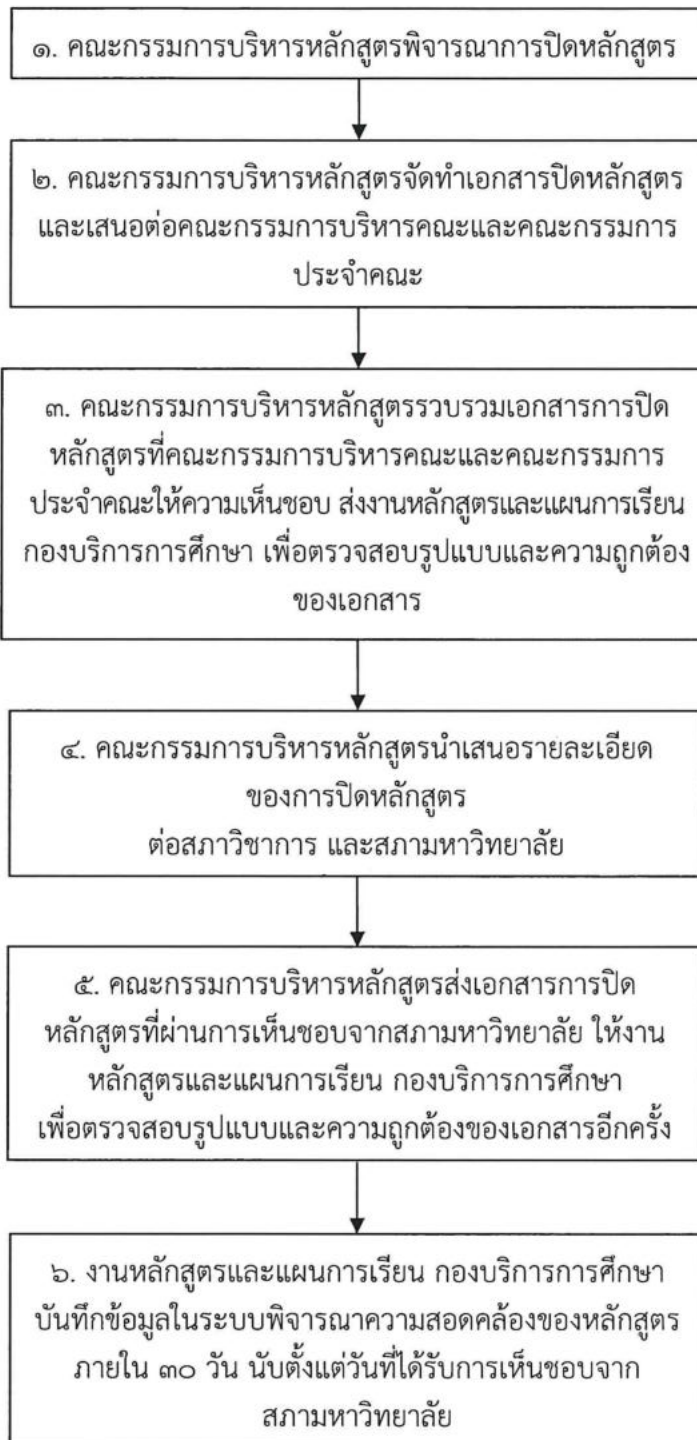 ๑. คณะกรรมการบริหารหลักสูตรพิจารณาการปิดหลักสูตร
๒. คณะกรรมการบริหารหลักสูตรจัดทำเอกสารปิดหลักสูตร
และเสนอต่อคณะกรรมการบริหารคณะและคณะกรรมการ
ประจำคณะ
๓. คณะกรรมการบริหารหลักสูตรรวบรวมเอกสารการปิด
หลักสูตรที่คณะกรรมการบริหารคณะและคณะกรรมการ
ประจำคณะให้ความเห็นชอบ ส่งงานหลักสูตรและแผนการเรียน
กองบริการการศึกษา เพื่อตรวจสอบรูปแบบและความถูกต้อง
ของเอกสาร
๔. คณะกรรมการบริหารหลักสูตรนำเสนอรายละเอียด
ของการปิดหลักสูตร
ต่อสภาวิชาการ และสภามหาวิทยาลัย
๕. คณะกรรมการบริหารหลักสูตรส่งเอกสารการปิด
หลักสูตรที่ผ่านการเห็นชอบจากสภามหาวิทยาลัย ให้งาน
หลักสูตรและแผนการเรียน กองบริการการศึกษา
เพื่อตรวจสอบรูปแบบและความถูกต้องของเอกสารอีกครั้ง
๖. งานหลักสูตรและแผนการเรียน กองบริการการศึกษา
บันทึกข้อมูลในระบบพิจารณาความสอดคล้องของหลักสูตร
ภายใน ๓๐ วัน นับตั้งแต่วันที่ได้รับการเห็นชอบจาก
สภามหาวิทยาลัย